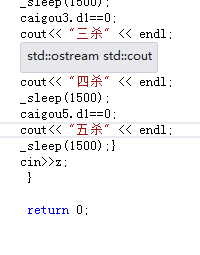 _sleep(1500);
caigou3.d1==0;
cout<< "三杀" << endl;
std::ostream std::cout
cout<< "四杀" << endl;
_sleep(1500);
caigou5.d1==0;
cout<< "五杀" << endl;
_sleep(1500);}
cin>>z;
}
return 0;